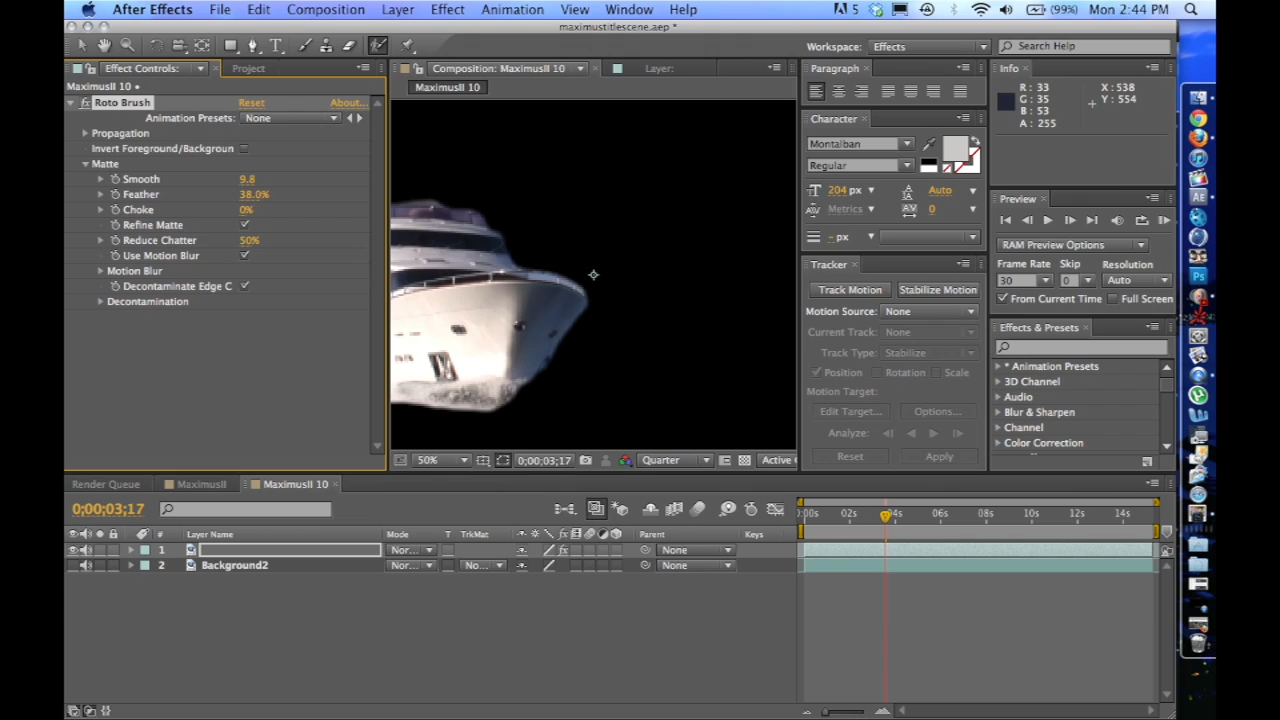 After Effects File Edit Composition Layer Effect Animation View Window Help 5 (99%) Mon 2:44 PM
maximustitlescene.aep *
Workspace: Effects Search Help
Effect Controls: Project
Composition: MaximusII 10 Layer:
Paragraph
Info
MaximusII 10 •
MaximusII 10
Roto Brush Reset About...
Animation Presets: None
Propagation
Invert Foreground/Backgroun
Matte
Smooth 9.8
Feather 38.0%
Choke 0%
Refine Matte
Reduce Chatter 50%
Use Motion Blur
Motion Blur
Decontaminate Edge C
Decontamination
R : 33
G : 35
B : 53
A : 255
X : 538
Y : 554
Character
Montalban
Regular
204 px Auto
Metrics 0
- px
Preview
RAM Preview Options
Frame Rate Skip Resolution
30 0 Auto
From Current Time Full Screen
Tracker
Track Motion Stabilize Motion
Motion Source: None
Current Track: None
Track Type: Stabilize
Position Rotation Scale
Motion Target:
Edit Target... Options...
Analyze:
Reset Apply
Effects & Presets
* Animation Presets
3D Channel
Audio
Blur & Sharpen
Channel
Color Correction
50% 0;00;03;17 Quarter Active
Render Queue MaximusII MaximusII 10
0;00;03;17
:00s 02s 04s 06s 08s 10s 12s 14s
# Layer Name Mode T TrkMat Parent Keys
1 Nor... None
2 Background2 Nor... No... None
AE
Ps